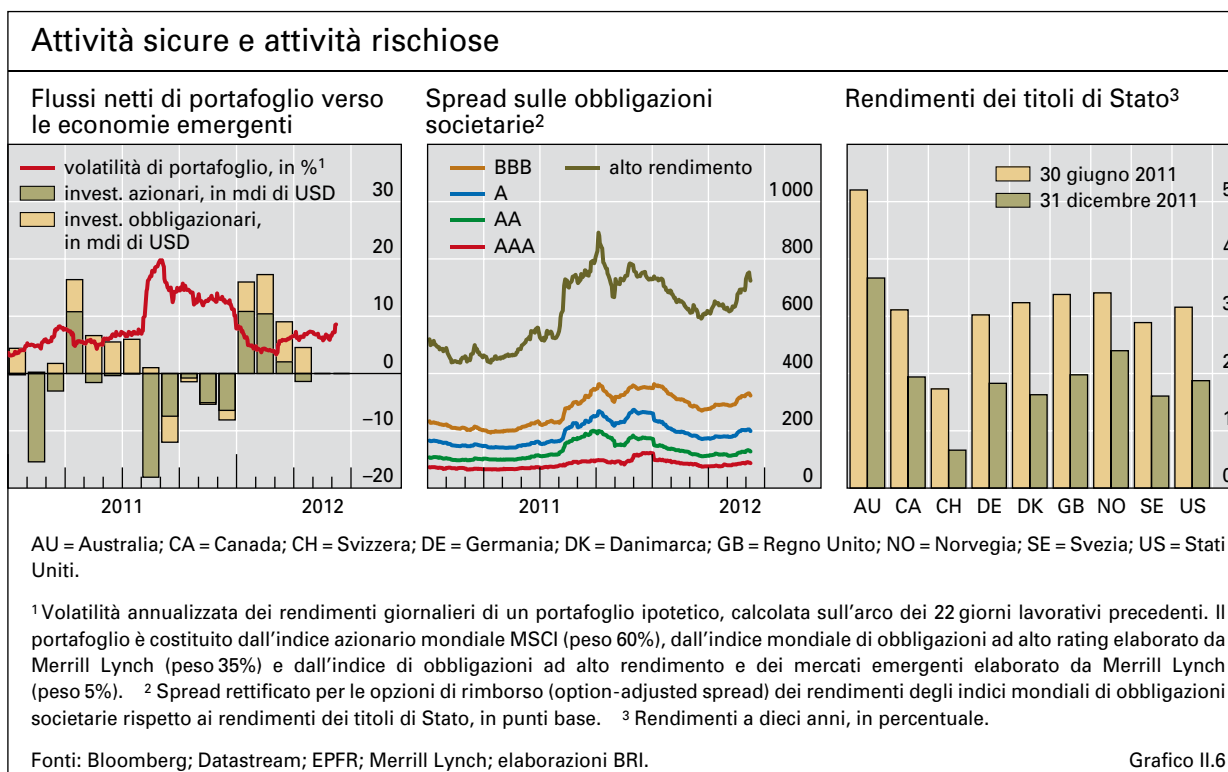 Attività sicure e attività rischiose
Flussi netti di portafoglio verso
le economie emergenti
volatilità di portafoglio, in %¹
invest. azionari, in mdi di USD
invest. obbligazionari,
in mdi di USD
30
20
10
0
–10
–20
2011 2012
Spread sulle obbligazioni
societarie²
BBB alto rendimento
A
AA
AAA
1 000
800
600
400
200
0
2011 2012
Rendimenti dei titoli di Stato³
30 giugno 2011
31 dicembre 2011
5
4
3
2
1
0
AU CA CH DE DK GB NO SE US
AU = Australia; CA = Canada; CH = Svizzera; DE = Germania; DK = Danimarca; GB = Regno Unito; NO = Norvegia; SE = Svezia; US = Stati
Uniti.
¹ Volatilità annualizzata dei rendimenti giornalieri di un portafoglio ipotetico, calcolata sull'arco dei 22 giorni lavorativi precedenti. Il
portafoglio è costituito dall'indice azionario mondiale MSCI (peso 60%), dall'indice mondiale di obbligazioni ad alto rating elaborato da
Merrill Lynch (peso 35%) e dall'indice di obbligazioni ad alto rendimento e dei mercati emergenti elaborato da Merrill Lynch
(peso 5%). ² Spread rettificato per le opzioni di rimborso (option-adjusted spread) dei rendimenti degli indici mondiali di obbligazioni
societarie rispetto ai rendimenti dei titoli di Stato, in punti base. ³ Rendimenti a dieci anni, in percentuale.
Fonti: Bloomberg; Datastream; EPFR; Merrill Lynch; elaborazioni BRI. Grafico II.6